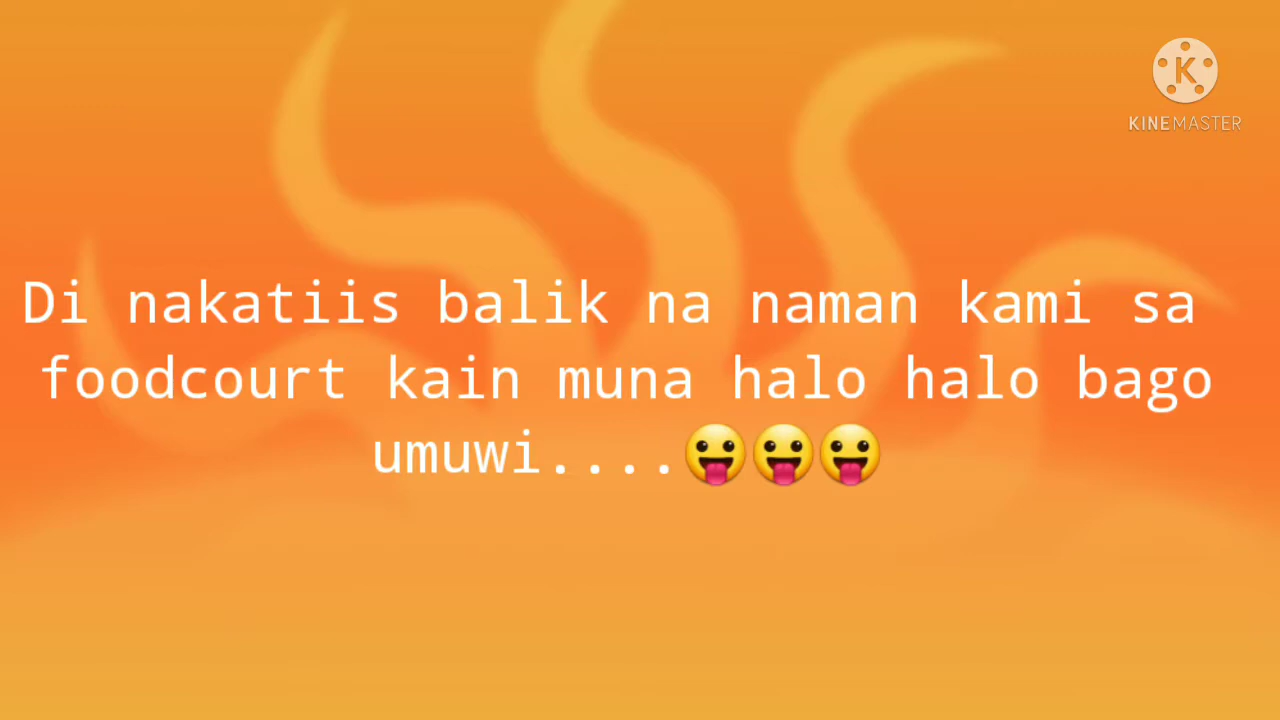 KINEMASTER
Di nakatiis balik na naman kami sa
foodcourt kain muna halo halo bago
umuwi....😛😛😛